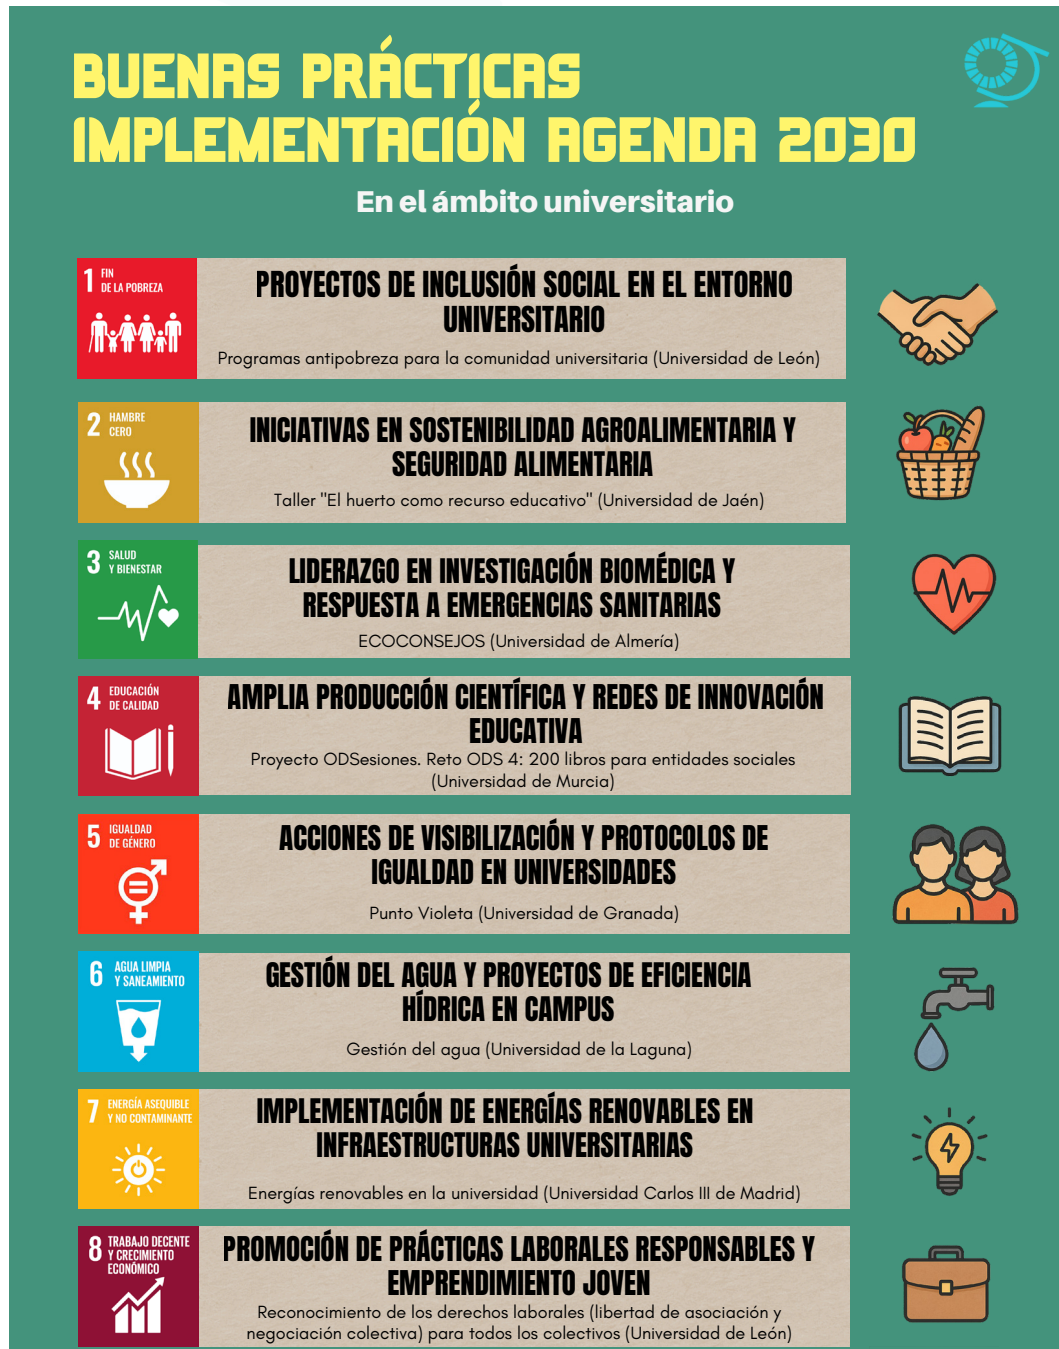 BUENAS PRÁCTICAS
IMPLEMENTACIÓN AGENDA 2030
En el ámbito universitario
1 FIN
DE LA POBREZA
PROYECTOS DE INCLUSIÓN SOCIAL EN EL ENTORNO
UNIVERSITARIO
Programas antipobreza para la comunidad universitaria (Universidad de León)
2 HAMBRE
CERO
INICIATIVAS EN SOSTENIBILIDAD AGROALIMENTARIA Y
SEGURIDAD ALIMENTARIA
Taller "El huerto como recurso educativo" (Universidad de Jaén)
3 SALUD
Y BIENESTAR
LIDERAZGO EN INVESTIGACIÓN BIOMÉDICA Y
RESPUESTA A EMERGENCIAS SANITARIAS
ECOCONSEJOS (Universidad de Almería)
4 EDUCACIÓN
DE CALIDAD
AMPLIA PRODUCCIÓN CIENTÍFICA Y REDES DE INNOVACIÓN
EDUCATIVA
Proyecto ODSesiones. Reto ODS 4: 200 libros para entidades sociales
(Universidad de Murcia)
5 IGUALDAD
DE GÉNERO
ACCIONES DE VISIBILIZACIÓN Y PROTOCOLOS DE
IGUALDAD EN UNIVERSIDADES
Punto Violeta (Universidad de Granada)
6 AGUA LIMPIA
Y SANEAMIENTO
GESTIÓN DEL AGUA Y PROYECTOS DE EFICIENCIA
HÍDRICA EN CAMPUS
Gestión del agua (Universidad de la Laguna)
7 ENERGÍA ASEQUIBLE
Y NO CONTAMINANTE
IMPLEMENTACIÓN DE ENERGÍAS RENOVABLES EN
INFRAESTRUCTURAS UNIVERSITARIAS
Energías renovables en la universidad (Universidad Carlos III de Madrid)
8 TRABAJO DECENTE
Y CRECIMIENTO
ECONÓMICO
PROMOCIÓN DE PRÁCTICAS LABORALES RESPONSABLES Y
EMPRENDIMIENTO JOVEN
Reconocimiento de los derechos laborales (libertad de asociación y
negociación colectiva) para todos los colectivos (Universidad de León)